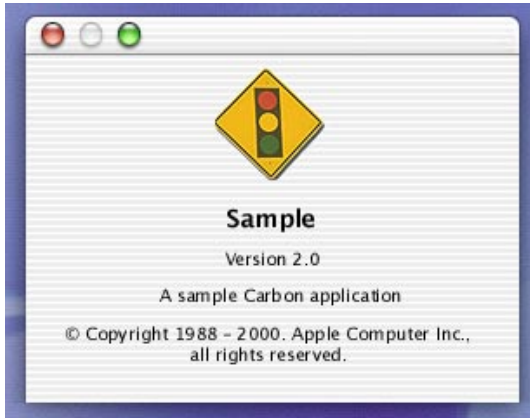 Sample
Version 2.0
A sample Carbon application
© Copyright 1988 – 2000. Apple Computer Inc.,
all rights reserved.